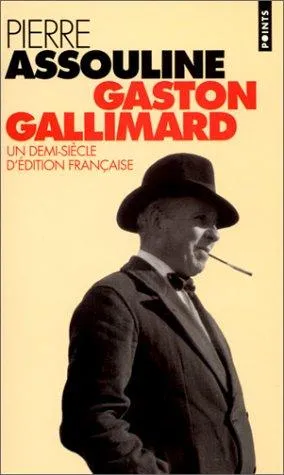 PIERRE
ASSOULINE
GASTON
GALLIMARD
UN DEMI-SIÈCLE
D'ÉDITION FRANÇAISE
POINTS